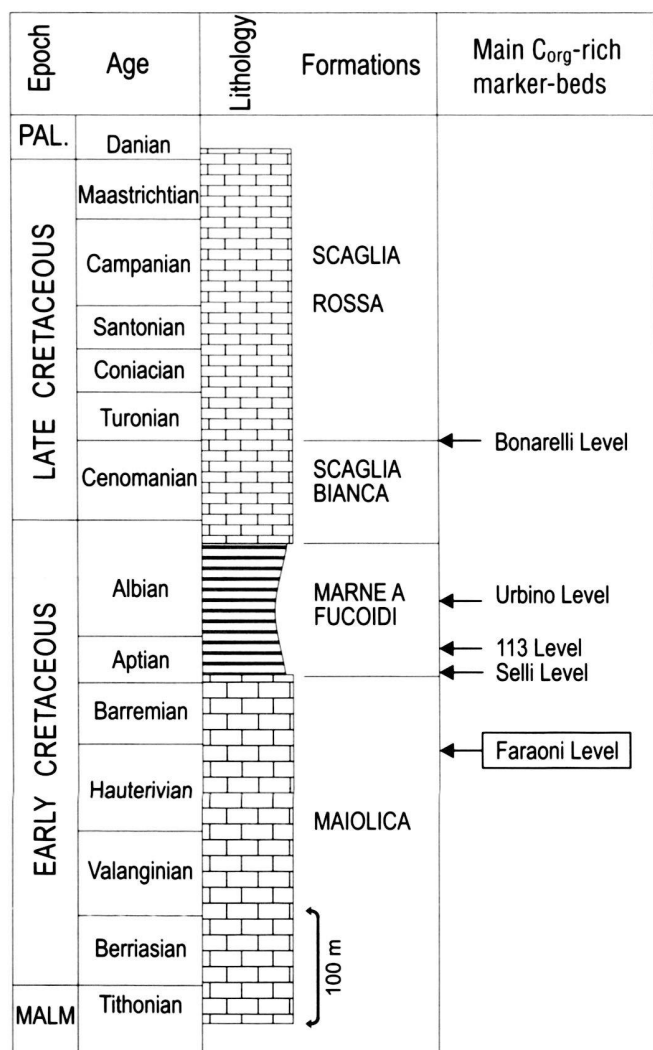 Epoch
Age
Lithology
Formations
Main Corg-rich
marker-beds
PAL.
LATE CRETACEOUS
EARLY CRETACEOUS
MALM
Danian
Maastrichtian
Campanian
Santonian
Coniacian
Turonian
Cenomanian
Albian
Aptian
Barremian
Hauterivian
Valanginian
Berriasian
Tithonian
SCAGLIA
ROSSA
SCAGLIA
BIANCA
MARNE A
FUCOIDI
MAIOLICA
100 m
Bonarelli Level
Urbino Level
113 Level
Selli Level
Faraoni Level